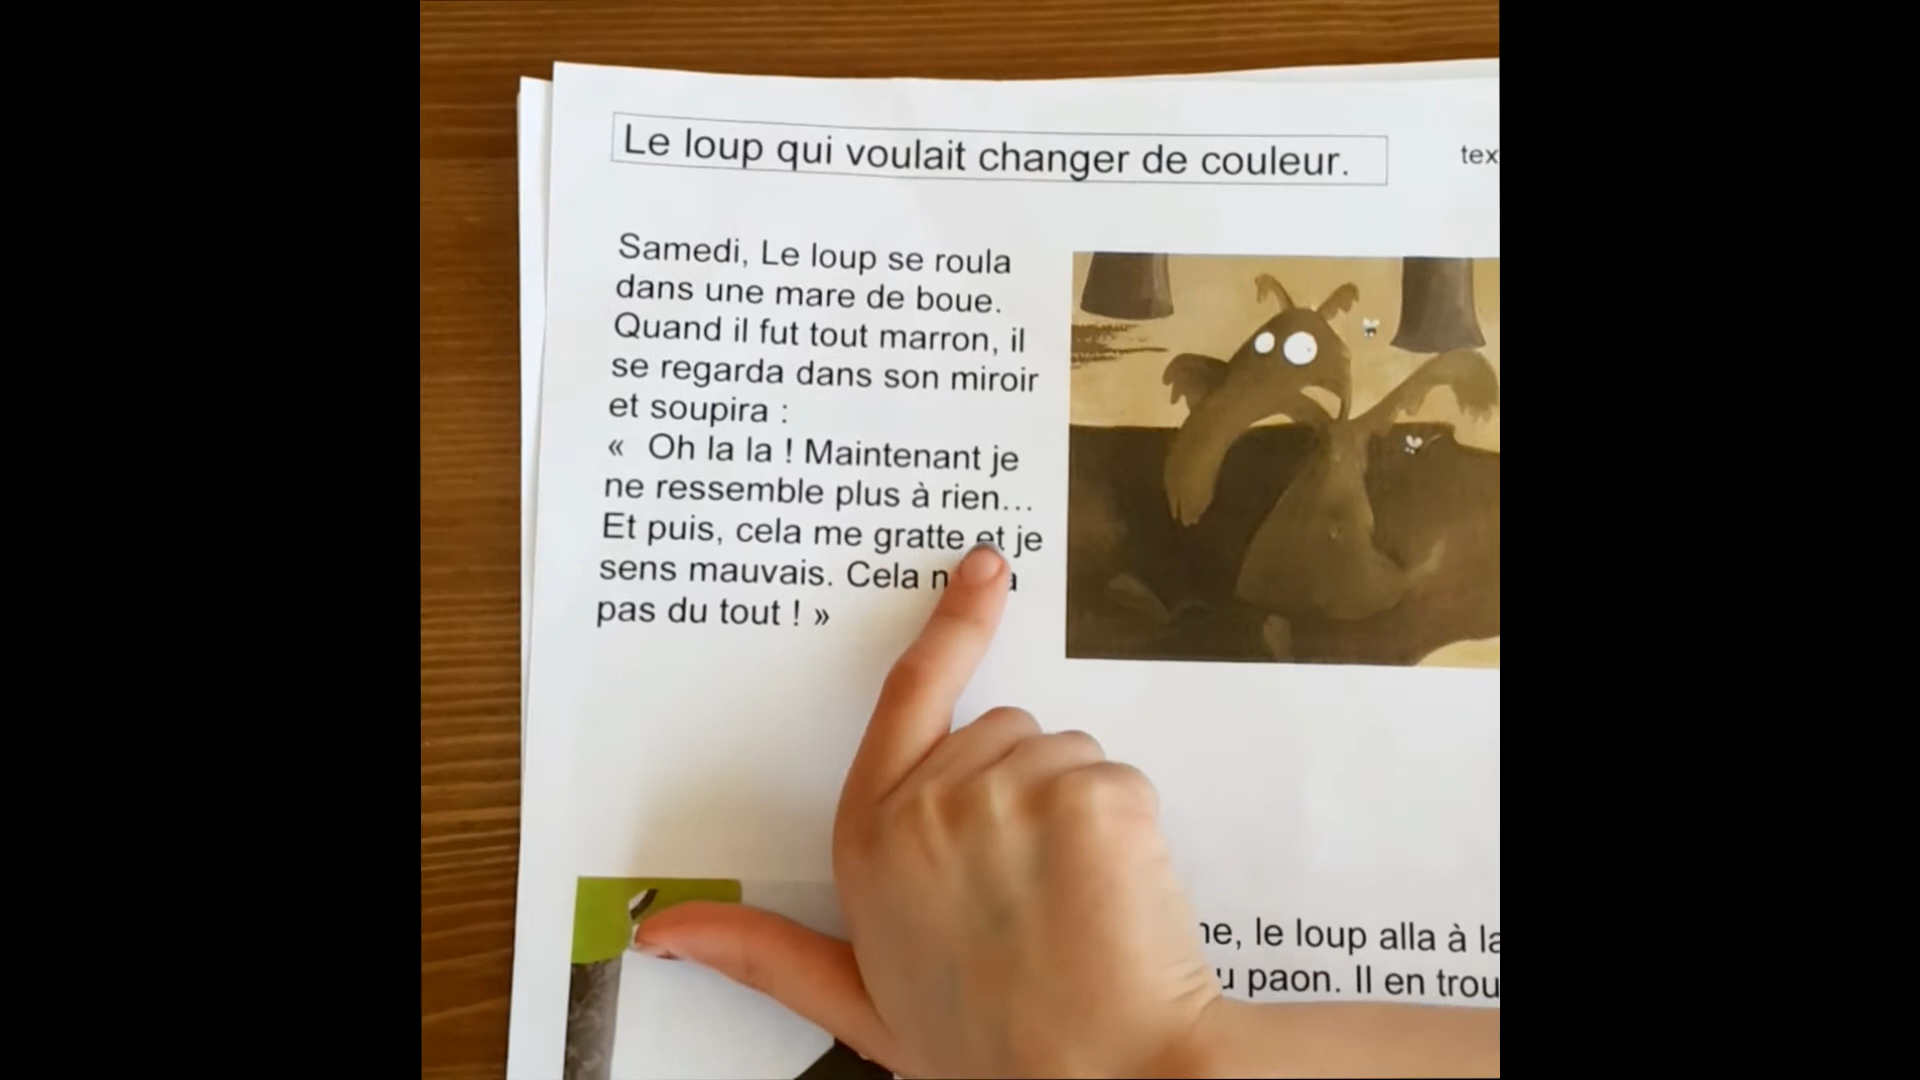 Le loup qui voulait changer de couleur.
Samedi, Le loup se roula
dans une mare de boue.
Quand il fut tout marron, il
se regarda dans son miroir
et soupira :
« Oh la la ! Maintenant je
ne ressemble plus à rien…
Et puis, cela me gratte et je
sens mauvais. Cela
pas du tout ! »
le loup alla à la
paon. Il en